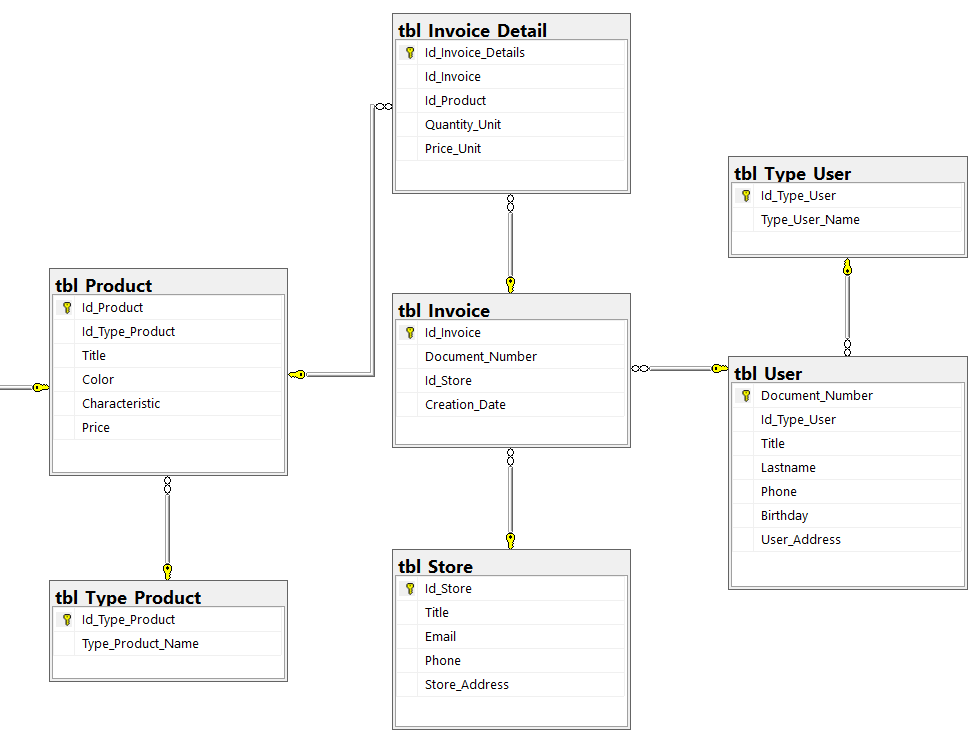 tbl_Invoice_Detail
Id_Invoice_Details
Id_Invoice
Id_Product
Quantity_Unit
Price_Unit
tbl_Type_User
Id_Type_User
Type_User_Name
tbl_Product
Id_Product
Id_Type_Product
Title
Color
Characteristic
Price
tbl_Invoice
Id_Invoice
Document_Number
Id_Store
Creation_Date
tbl_User
Document_Number
Id_Type_User
Title
Lastname
Phone
Birthday
User_Address
tbl_Type_Product
Id_Type_Product
Type_Product_Name
tbl_Store
Id_Store
Title
Email
Phone
Store_Address